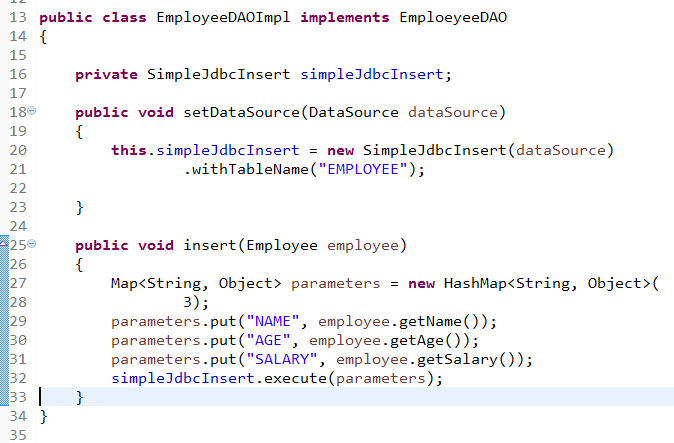 13 public class EmployeeDAOImpl implements EmploeyeeDAO
14 {
15
16     private SimpleJdbcInsert simpleJdbcInsert;
17
18     public void setDataSource(DataSource dataSource)
19     {
20         this.simpleJdbcInsert = new SimpleJdbcInsert(dataSource)
21                 .withTableName("EMPLOYEE");
22
23     }
24
25     public void insert(Employee employee)
26     {
27         Map<String, Object> parameters = new HashMap<String, Object>(
28                 3);
29         parameters.put("NAME", employee.getName());
30         parameters.put("AGE", employee.getAge());
31         parameters.put("SALARY", employee.getSalary());
32         simpleJdbcInsert.execute(parameters);
33     }
34 }
35